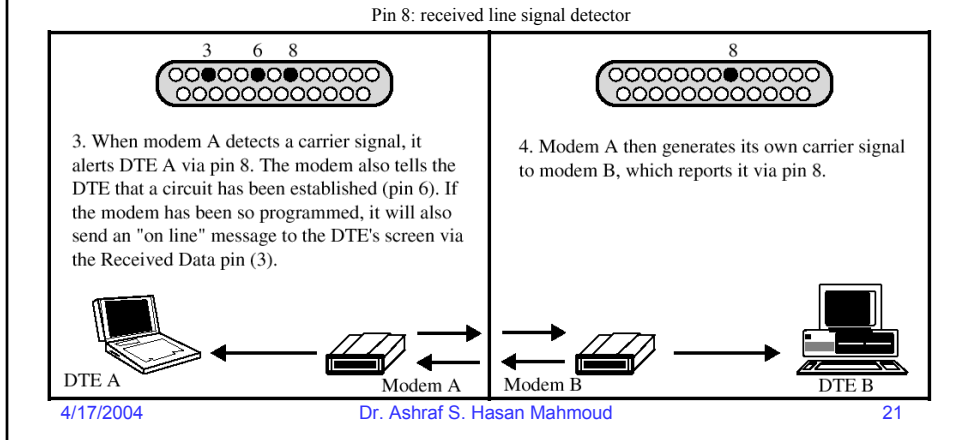 Pin 8: received line signal detector
3 6 8
3. When modem A detects a carrier signal, it
alerts DTE A via pin 8. The modem also tells the
DTE that a circuit has been established (pin 6). If
the modem has been so programmed, it will also
send an "on line" message to the DTE's screen via
the Received Data pin (3).
DTE A
Modem A
8
4. Modem A then generates its own carrier signal
to modem B, which reports it via pin 8.
Modem B
DTE B
4/17/2004
Dr. Ashraf S. Hasan Mahmoud
21